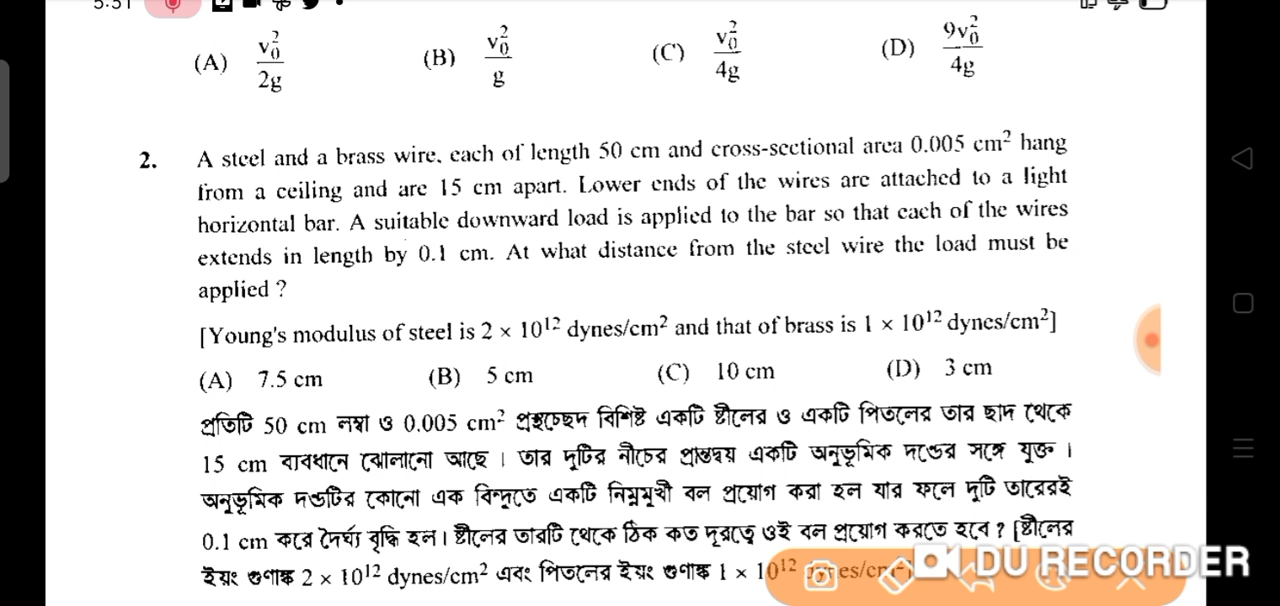 5:31
(A) v₀²/2g (B) v₀²/g (C) v₀²/4g (D) 9v₀²/4g
2. A steel and a brass wire, each of length 50 cm and cross-sectional area 0.005 cm² hang
from a ceiling and are 15 cm apart. Lower ends of the wires are attached to a light
horizontal bar. A suitable downward load is applied to the bar so that each of the wires
extends in length by 0.1 cm. At what distance from the steel wire the load must be
applied ?
[Young's modulus of steel is 2 × 10¹² dynes/cm² and that of brass is 1 × 10¹² dynes/cm²]
(A) 7.5 cm (B) 5 cm (C) 10 cm (D) 3 cm
প্রতিটি 50 cm লম্বা ও 0.005 cm² প্রস্থচ্ছেদ বিশিষ্ট একটি ষ্টীলের ও একটি পিতলের তার ছাদ থেকে
15 cm ব্যবধানে ঝোলানো আছে । তার দুটির নীচের প্রান্তদ্বয় একটি অনুভূমিক দণ্ডের সঙ্গে যুক্ত ।
অনুভূমিক দণ্ডটির কোনো এক বিন্দুতে একটি নিম্নমুখী বল প্রয়োগ করা হল যার ফলে দুটি তারেরই
0.1 cm করে দৈর্ঘ্য বৃদ্ধি হল। ষ্টীলের তারটি থেকে ঠিক কত দূরত্বে ওই বল প্রয়োগ করতে হবে ? [ষ্টীলের
ইয়ং গুণাঙ্ক 2 × 10¹² dynes/cm² এবং পিতলের ইয়ং গুণাঙ্ক 1 × 10¹² dynes/cm²]
DU RECORDER